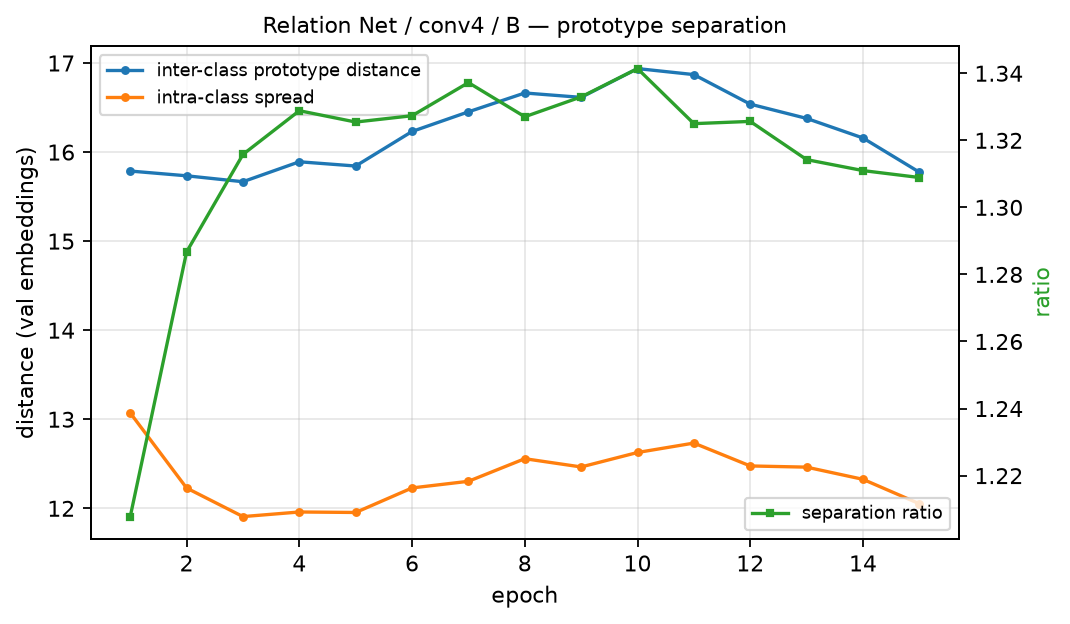 Relation Net / conv4 / B — prototype separation
inter-class prototype distance
intra-class spread
separation ratio
distance (val embeddings)
17
16
15
14
13
12
ratio
1.34
1.32
1.30
1.28
1.26
1.24
1.22
2 4 6 8 10 12 14
epoch